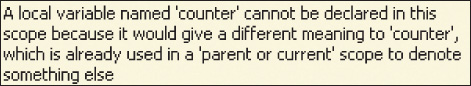 A local variable named 'counter' cannot be declared in this
scope because it would give a different meaning to 'counter',
which is already used in a 'parent or current' scope to denote
something else